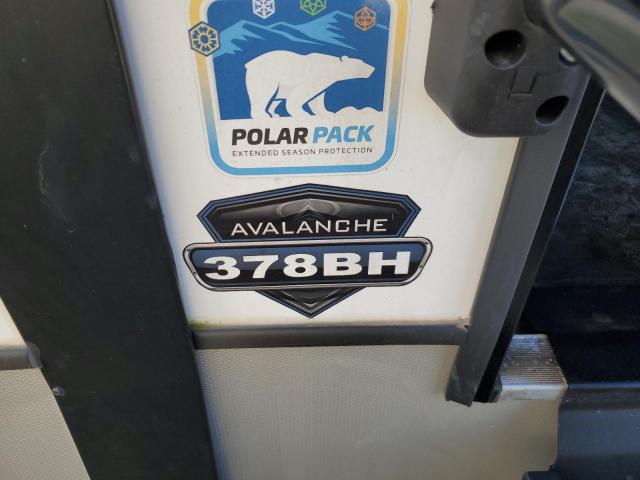 POLAR PACK
EXTENDED SEASON PROTECTION
AVALANCHE
378BH